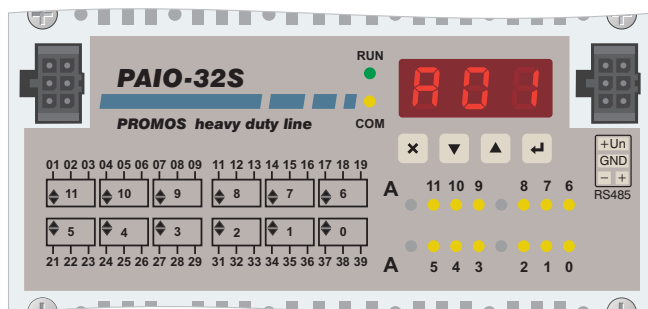 RUN
PAIO-32S
A01
PROMOS heavy duty line
COM
+Un
GND
- +
RS485
01 02 03 04 05 06 07 08 09 11 12 13 14 15 16 17 18 19
11 10 9 8 7 6
A 11 10 9 8 7 6
5 4 3 2 1 0
21 22 23 24 25 26 27 28 29 31 32 33 34 35 36 37 38 39
A 5 4 3 2 1 0